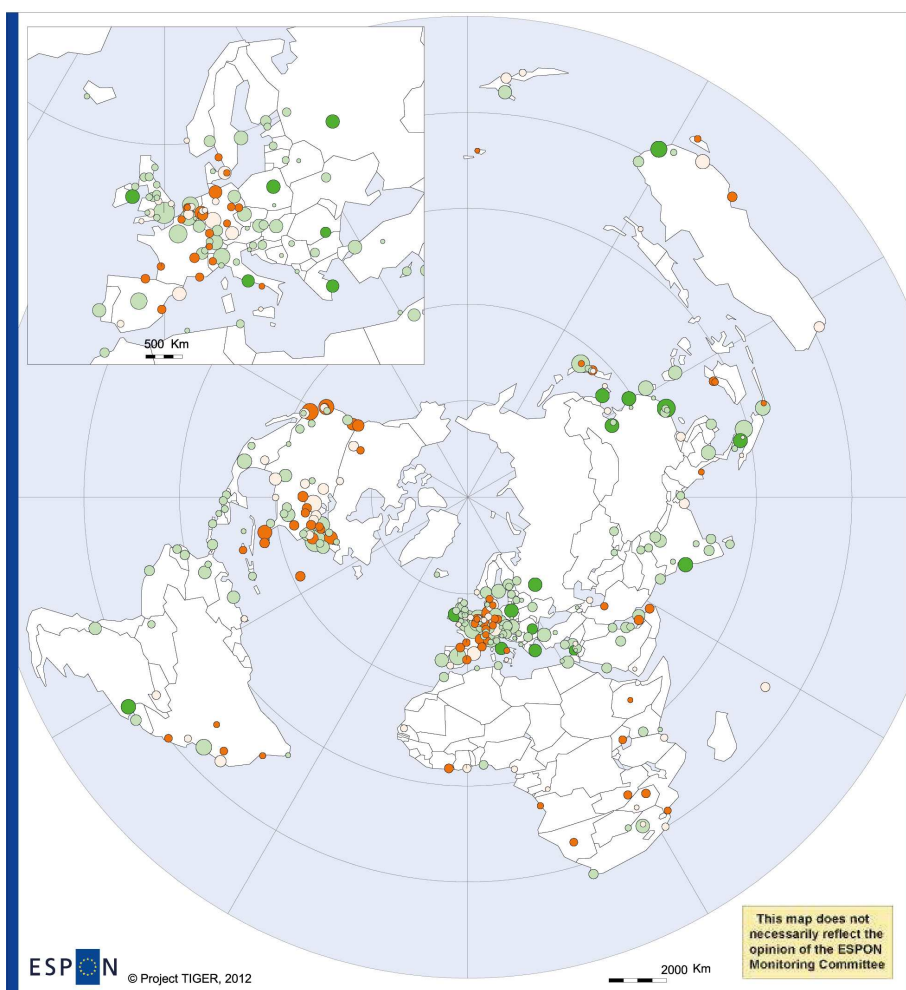 500 Km
ESPON
© Project TIGER, 2012
2000 Km
This map does not
necessarily reflect the
opinion of the ESPON
Monitoring Committee